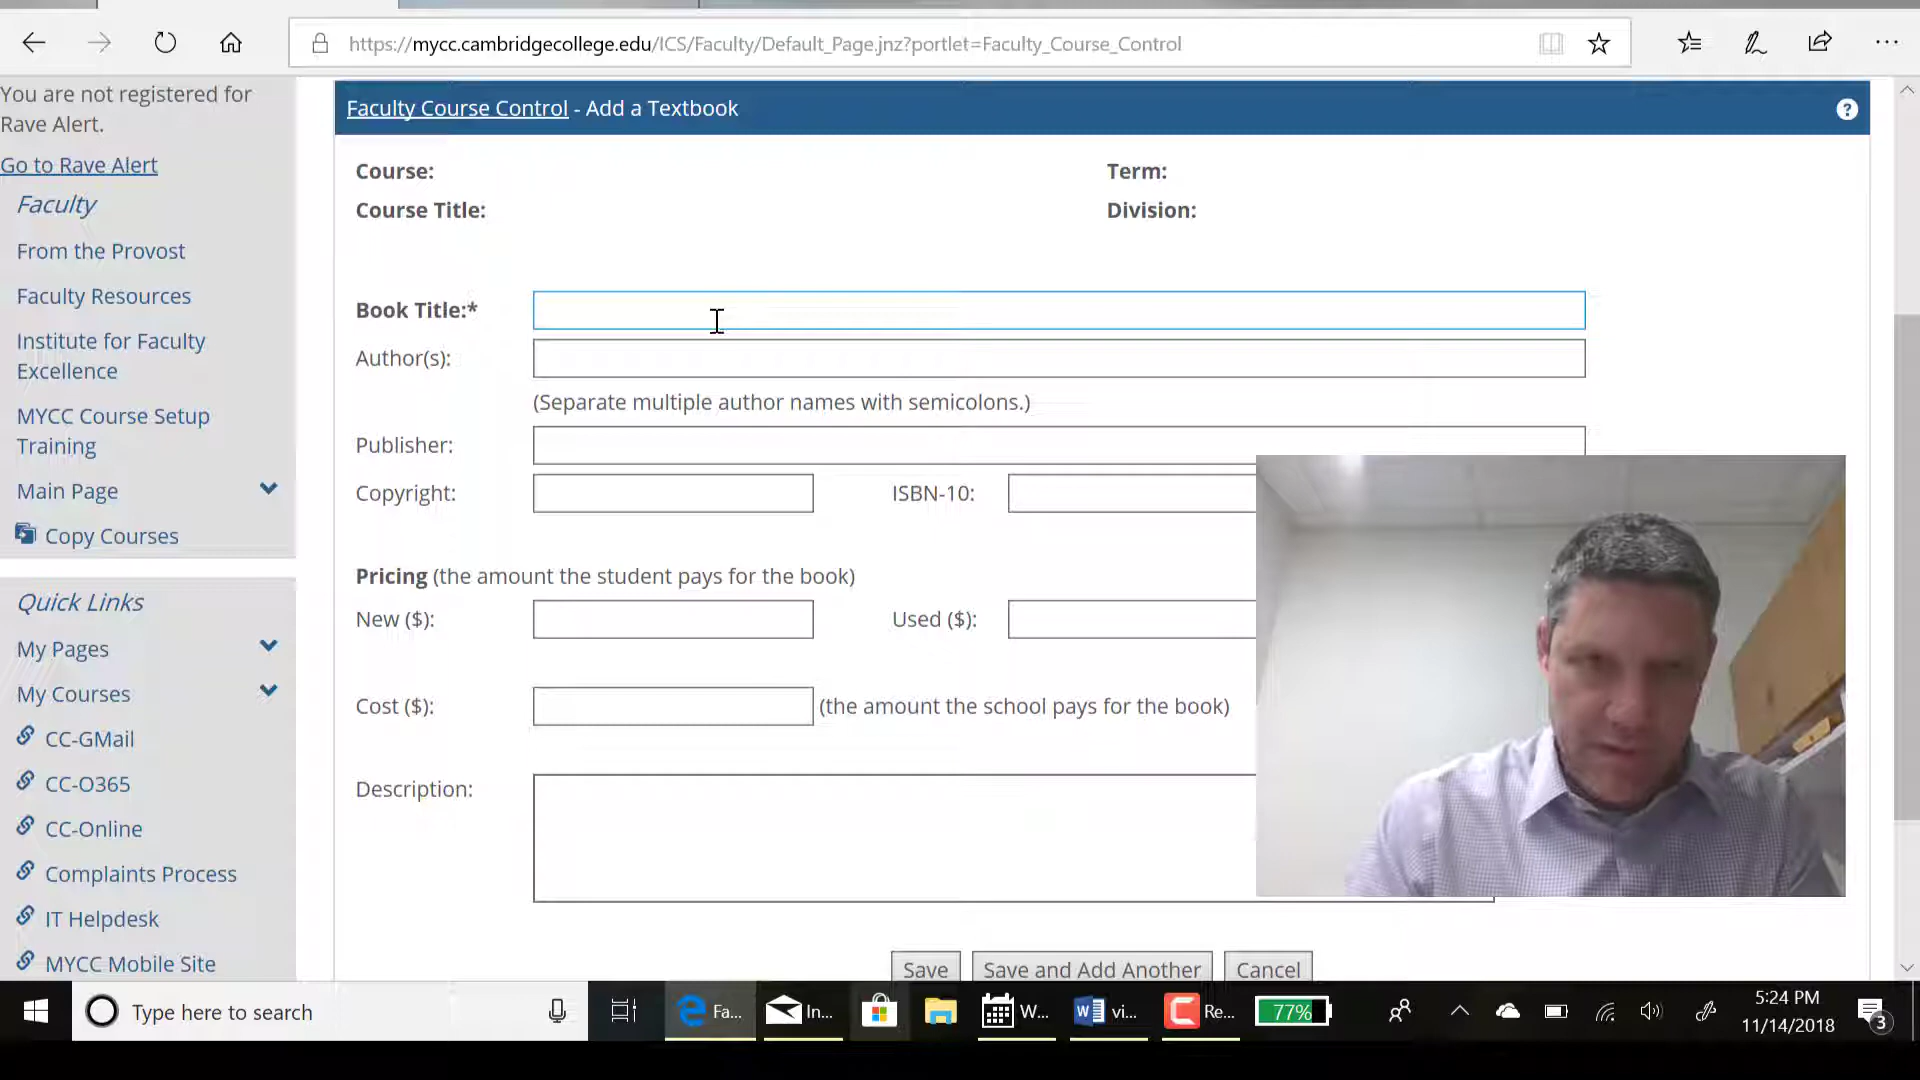 https://mycc.cambridgecollege.edu/ICS/Faculty/Default_Page.jnz?portlet=Faculty_Course_Control
You are not registered for
Rave Alert.
Go to Rave Alert
Faculty
From the Provost
Faculty Resources
Institute for Faculty
Excellence
MYCC Course Setup
Training
Main Page
Copy Courses
Quick Links
My Pages
My Courses
CC-GMail
CC-O365
CC-Online
Complaints Process
IT Helpdesk
MYCC Mobile Site
Faculty Course Control - Add a Textbook
?
Course:
Term:
Course Title:
Division:
Book Title:*
Author(s):
(Separate multiple author names with semicolons.)
Publisher:
Copyright:
ISBN-10:
Pricing (the amount the student pays for the book)
New ($):
Used ($):
Cost ($):
(the amount the school pays for the book)
Description:
Save
Save and Add Another
Cancel
Type here to search
Fa...
In...
W...
vi...
Re...
77%
5:24 PM
11/14/2018
3